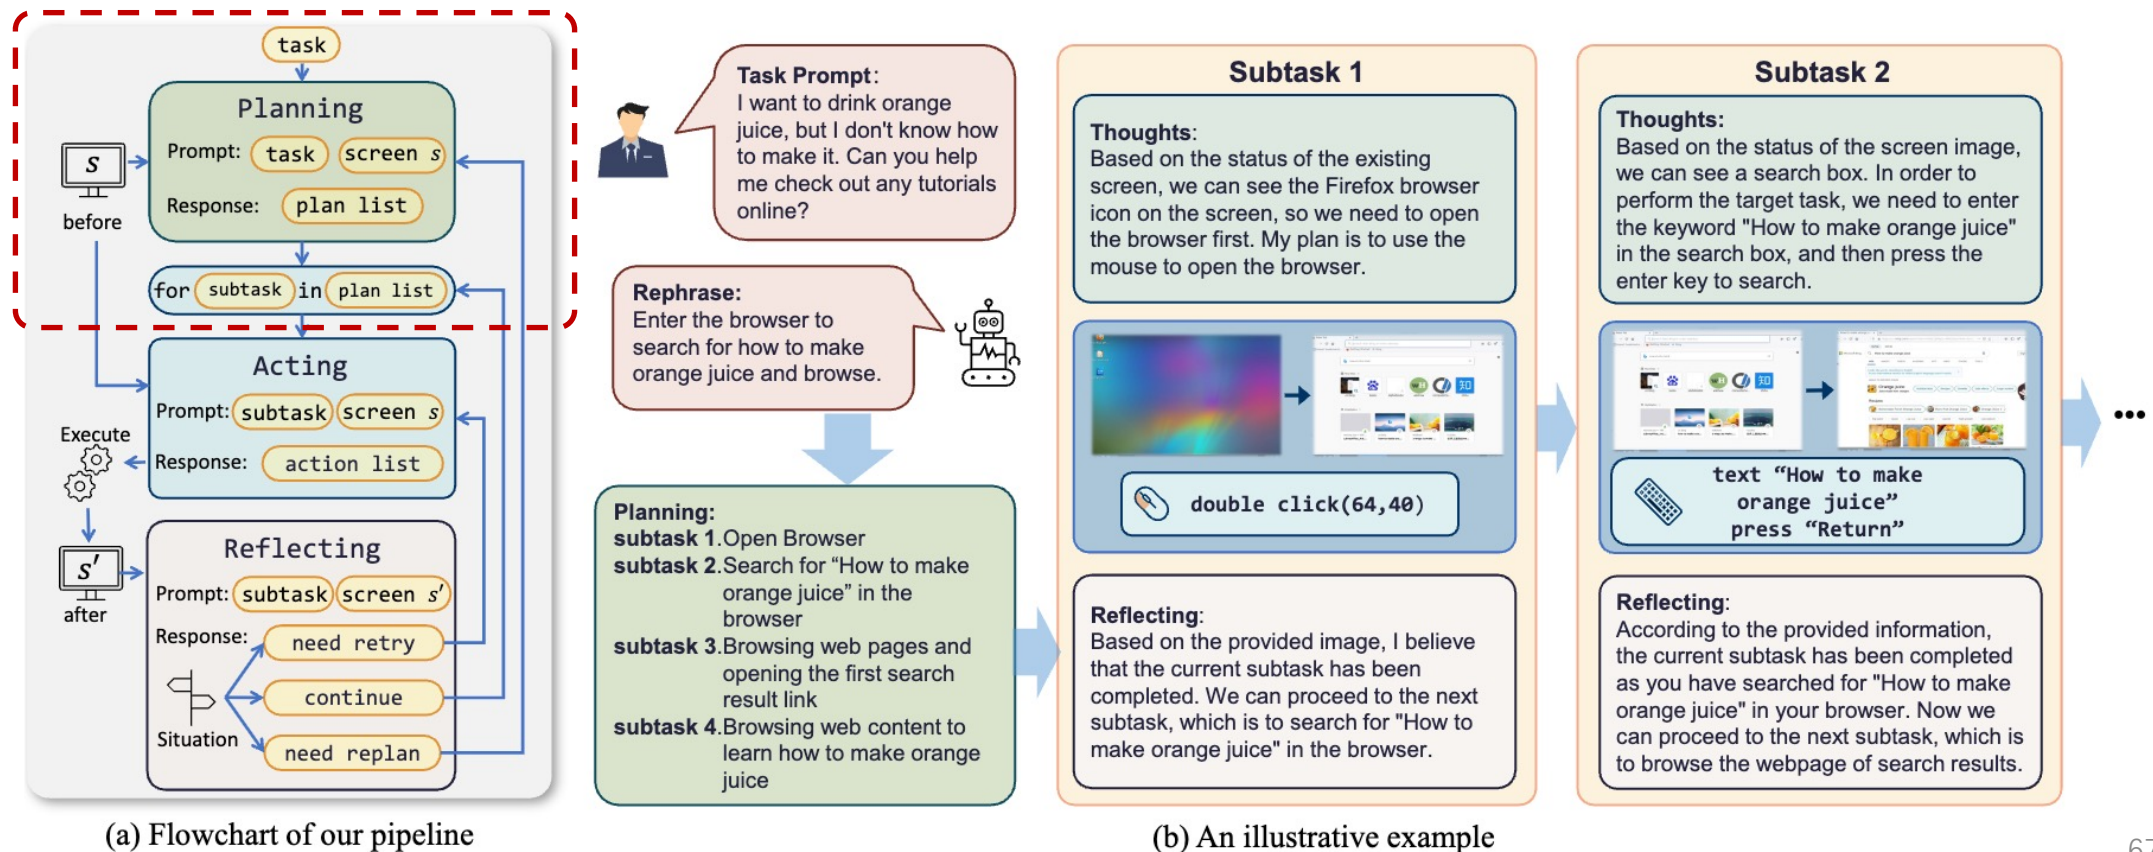 task
Planning
Prompt: task screen s
Response: plan list
s
before
for subtask in plan list
Acting
Prompt: subtask screen s
Response: action list
Execute
s′
after
Reflecting
Prompt: subtask screen s′
Response:
need retry
continue
need replan
Situation
(a) Flowchart of our pipeline
Task Prompt:
I want to drink orange
juice, but I don't know how
to make it. Can you help
me check out any tutorials
online?
Rephrase:
Enter the browser to
search for how to make
orange juice and browse.
Planning:
subtask 1.Open Browser
subtask 2.Search for “How to make
orange juice” in the
browser
subtask 3.Browsing web pages and
opening the first search
result link
subtask 4.Browsing web content to
learn how to make orange
juice
Subtask 1
Thoughts:
Based on the status of the existing
screen, we can see the Firefox browser
icon on the screen, so we need to open
the browser first. My plan is to use the
mouse to open the browser.
double click(64,40)
Reflecting:
Based on the provided image, I believe
that the current subtask has been
completed. We can proceed to the next
subtask, which is to search for "How to
make orange juice" in the browser.
Subtask 2
Thoughts:
Based on the status of the screen image,
we can see a search box. In order to
perform the target task, we need to enter
the keyword "How to make orange juice"
in the search box, and then press the
enter key to search.
text “How to make
orange juice”
press “Return”
Reflecting:
According to the provided information,
the current subtask has been completed
as you have searched for "How to make
orange juice" in your browser. Now we
can proceed to the next subtask, which is
to browse the webpage of search results.
•••
(b) An illustrative example